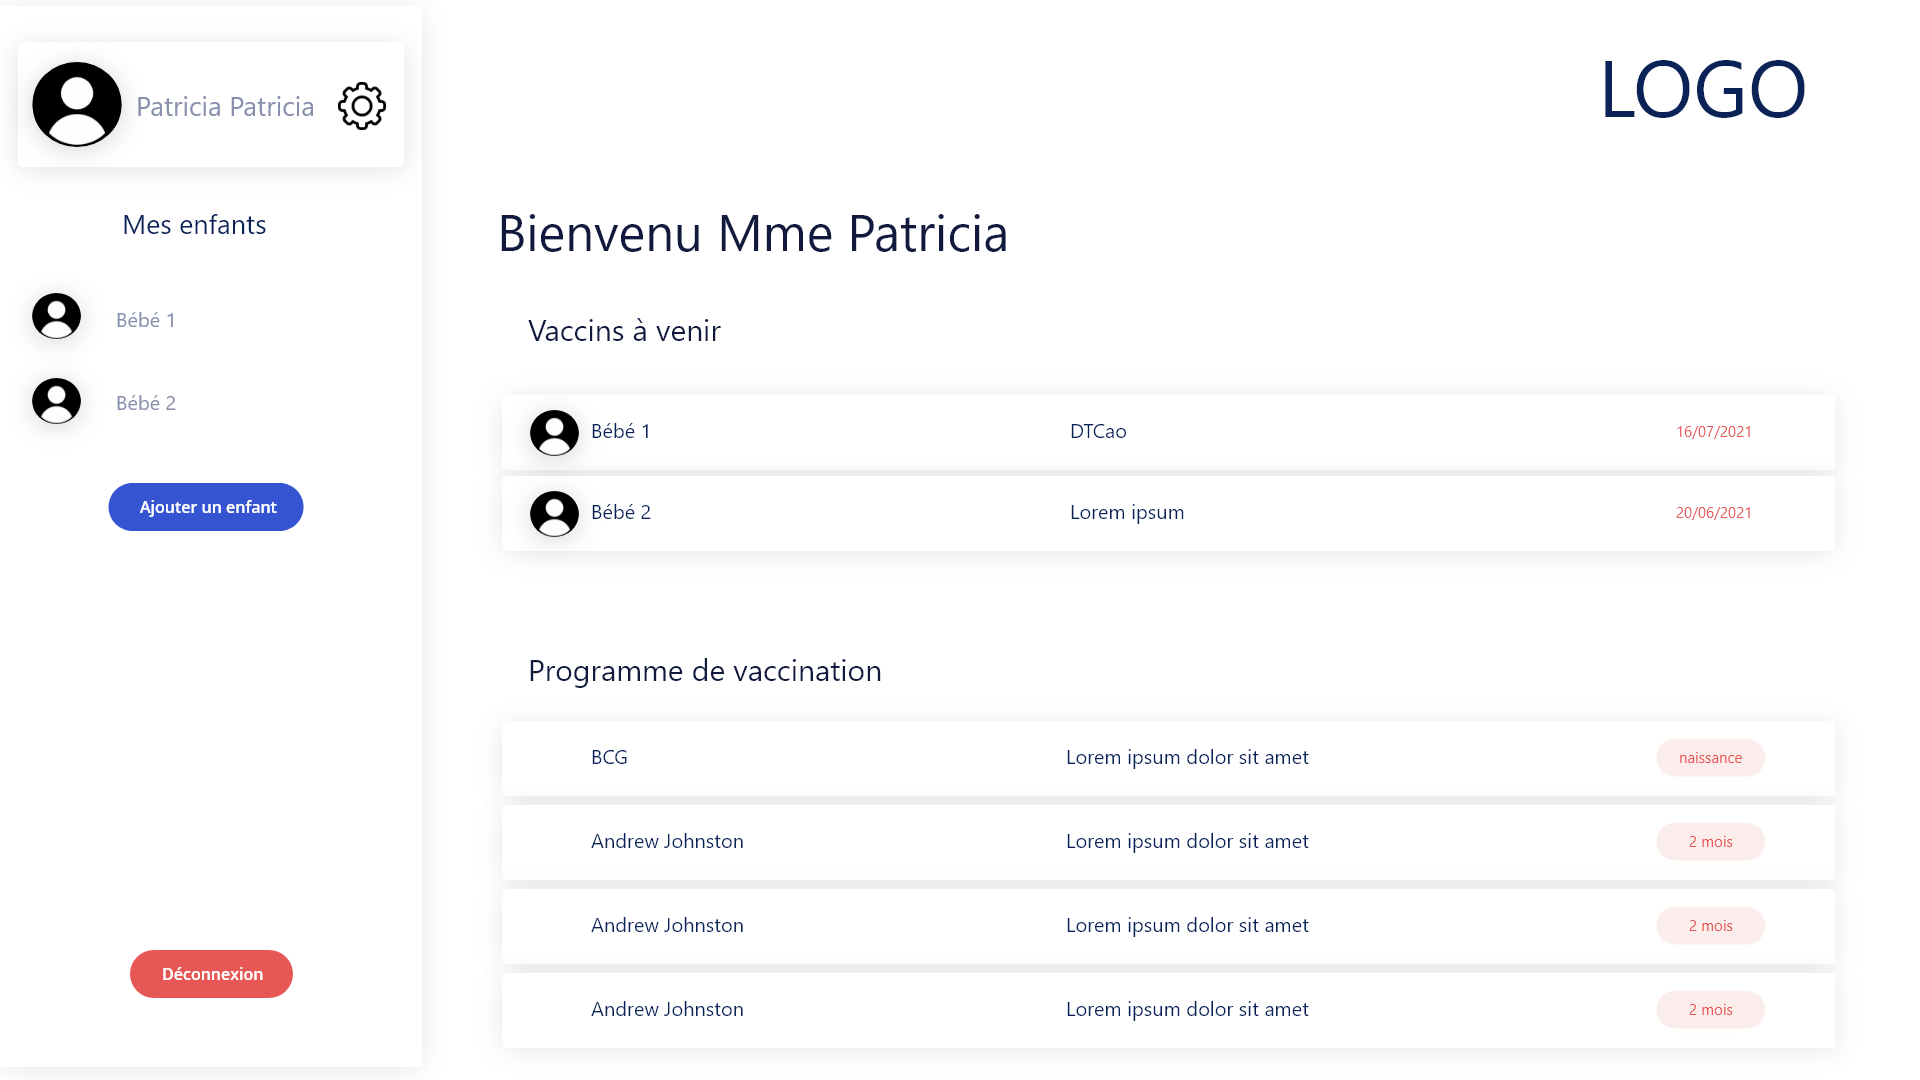 Patricia Patricia
Mes enfants
Bébé 1
Bébé 2
Ajouter un enfant
Déconnexion
LOGO
Bienvenu Mme Patricia
Vaccins à venir
Bébé 1 DTCao 16/07/2021
Bébé 2 Lorem ipsum 20/06/2021
Programme de vaccination
BCG Lorem ipsum dolor sit amet naissance
Andrew Johnston Lorem ipsum dolor sit amet 2 mois
Andrew Johnston Lorem ipsum dolor sit amet 2 mois
Andrew Johnston Lorem ipsum dolor sit amet 2 mois